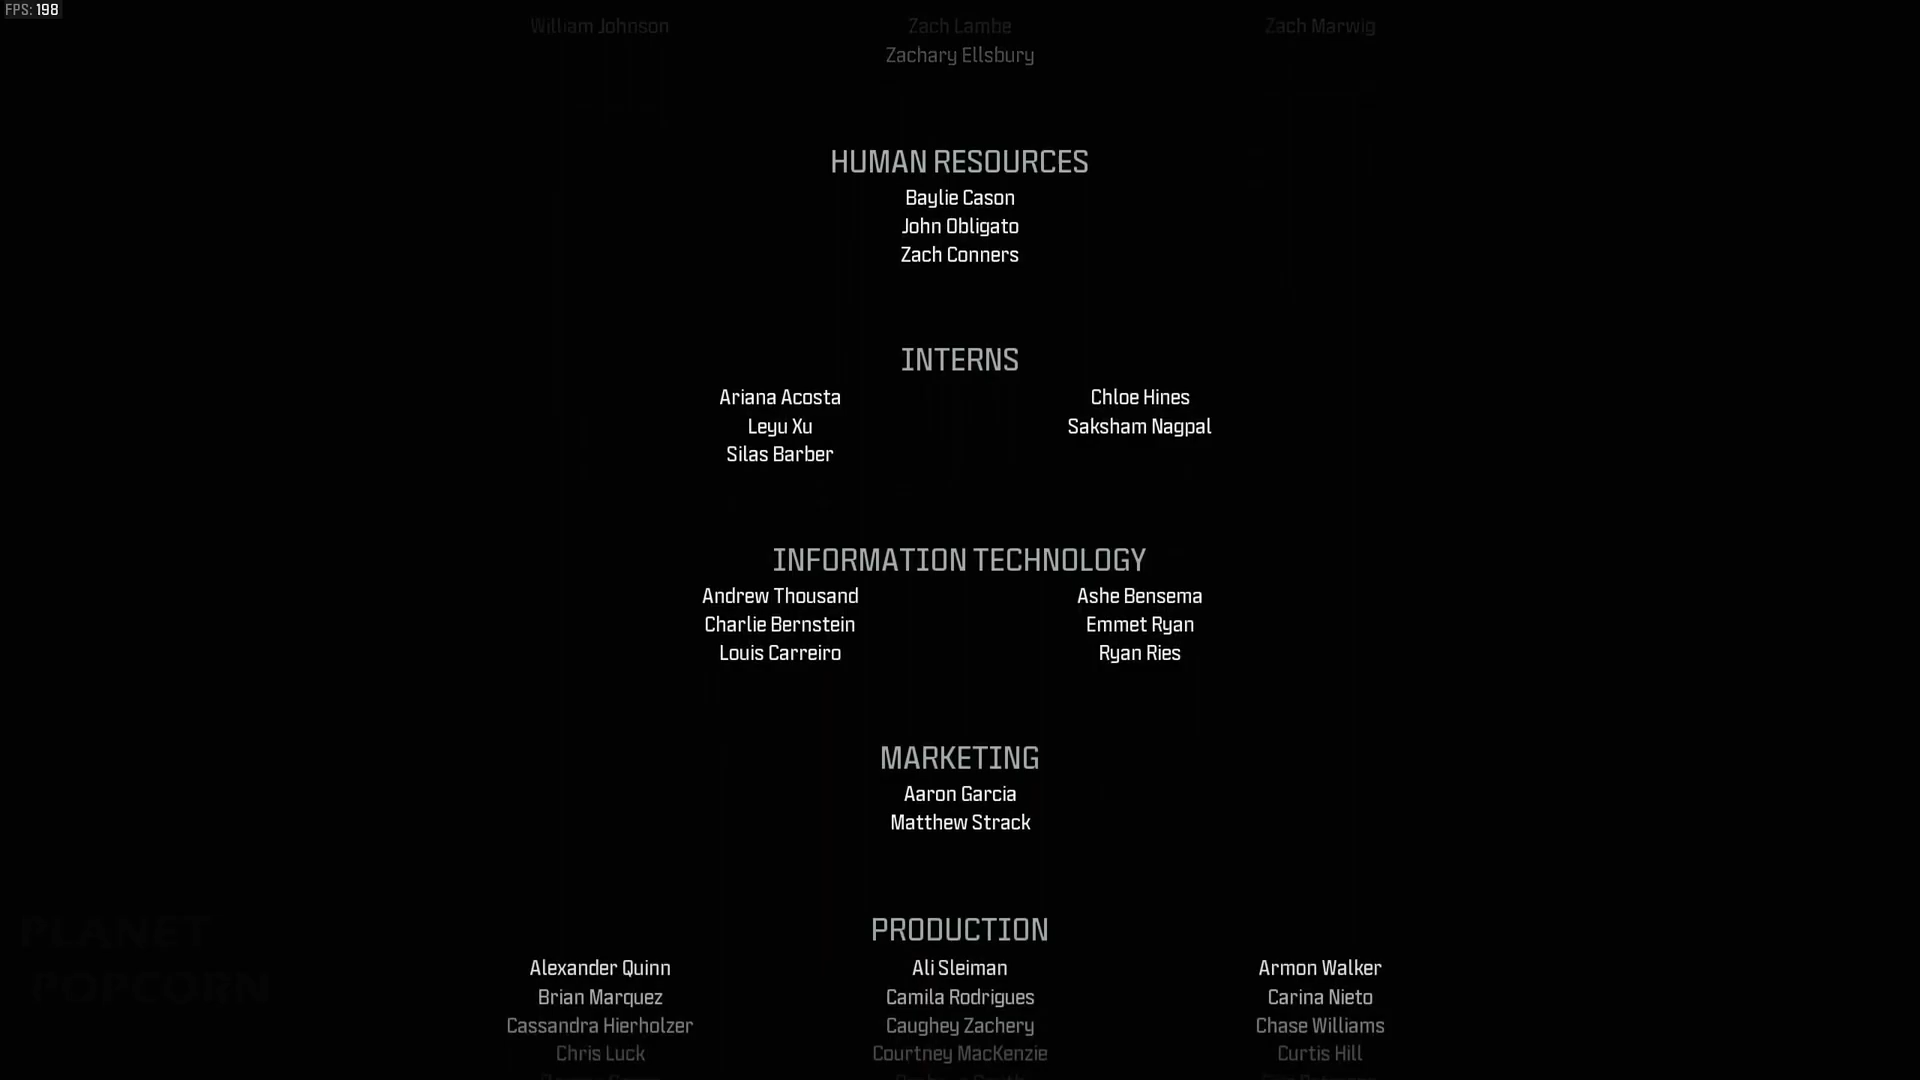 FPS: 198
William Johnson Zach Lambe Zach Marwig
Zachary Ellsbury
HUMAN RESOURCES
Baylie Cason
John Obligato
Zach Conners
INTERNS
Ariana Acosta Chloe Hines
Leyu Xu Saksham Nagpal
Silas Barber
INFORMATION TECHNOLOGY
Andrew Thousand Ashe Bensema
Charlie Bernstein Emmet Ryan
Louis Carreiro Ryan Ries
MARKETING
Aaron Garcia
Matthew Strack
PRODUCTION
Alexander Quinn Ali Sleiman Armon Walker
Brian Marquez Camila Rodrigues Carina Nieto
Cassandra Hierholzer Caughey Zachery Chase Williams
Chris Luck Courtney MacKenzie Curtis Hill
PLANET
POPCORN